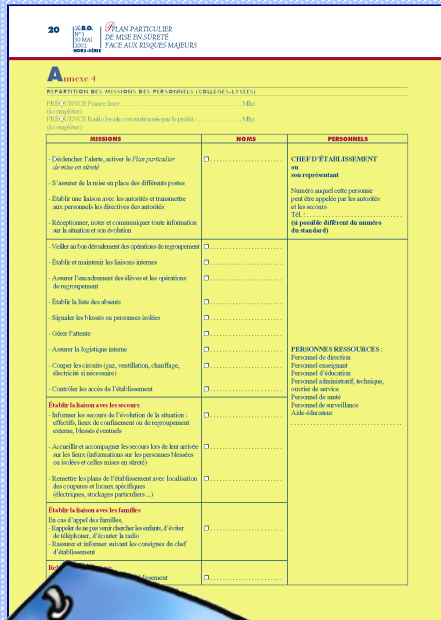 20
B.O.
N°3
30 MAI
2002
HORS-SÉRIE
PLAN PARTICULIER
DE MISE EN SÛRETÉ
FACE AUX RISQUES MAJEURS
Annexe 4
RÉPARTITION DES MISSIONS DES PERSONNELS (COLLÈGES-LYCÉES)
FRÉQUENCE France Inter ........................................ Mhz
(à compléter)
FRÉQUENCE Radio locale conventionnée par le préfet : ............... Mhz
(à compléter)
MISSIONS NOMS PERSONNELS
- Déclencher l'alerte, activer le Plan particulier
de mise en sûreté
- S'assurer de la mise en place des différents postes
- Établir une liaison avec les autorités et transmettre
aux personnels les directives des autorités
- Réceptionner, noter et communiquer toute information
sur la situation et son évolution
CHEF D'ÉTABLISSEMENT
ou
son représentant
Numéro auquel cette personne
peut être appelée par les autorités
et les secours
Tél. : ..............................
(si possible différent du numéro
du standard)
- Veiller au bon déroulement des opérations de regroupement
- Établir et maintenir les liaisons internes
- Assurer l'encadrement des élèves et les opérations
de regroupement
- Établir la liste des absents
- Signaler les blessés ou personnes isolées
- Gérer l'attente
- Assurer la logistique interne
- Couper les circuits (gaz, ventilation, chauffage,
électricité si nécessaire)
- Contrôler les accès de l'établissement
PERSONNES RESSOURCES :
Personnel de direction
Personnel enseignant
Personnel d'éducation
Personnel administratif, technique,
ouvrier de service
Personnel de santé
Personnel de surveillance
Aide-éducateur
Établir la liaison avec les secours
- Informer les secours de l'évolution de la situation :
effectifs, lieux de confinement ou de regroupement
externe, blessés éventuels
- Accueillir et accompagner les secours lors de leur arrivée
sur les lieux (informations sur les personnes blessées
ou isolées et celles mises en sûreté)
- Remettre les plans de l'établissement avec localisation
des coupures et locaux spécifiques
(électriques, stockages particuliers ...)
Établir la liaison avec les familles
En cas d'appel des familles,
- Rappeler de ne pas venir chercher les enfants, d'éviter
de téléphoner, d'écouter la radio
- Rassurer et informer suivant les consignes du chef
d'établissement